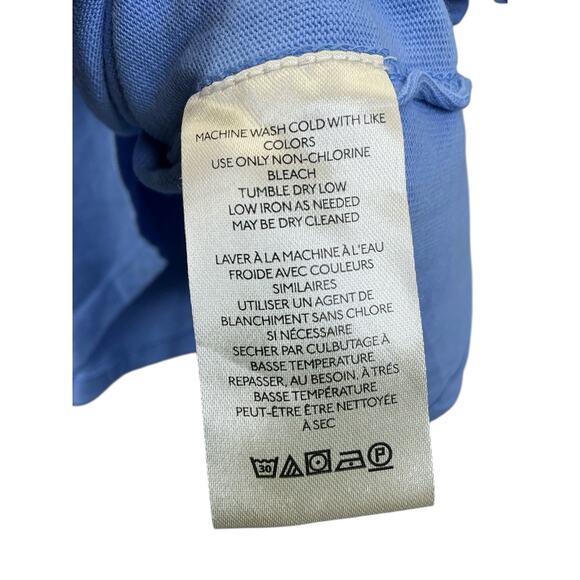 MACHINE WASH COLD WITH LIKE
COLORS
USE ONLY NON-CHLORINE
BLEACH
TUMBLE DRY LOW
LOW IRON AS NEEDED
MAY BE DRY CLEANED
LAVER À LA MACHINE À L'EAU
FROIDE AVEC COULEURS
SIMILAIRES
UTILISER UN AGENT DE
BLANCHIMENT SANS CHLORE
SI NÉCESSAIRE
SECHER PAR CULBUTAGE À
BASSE TEMPERATURE
REPASSER, AU BESOIN, À TRÉS
BASSE TEMPÉRATURE
PEUT-ÊTRE ÊTRE NETTOYÉE
À SEC
30 P